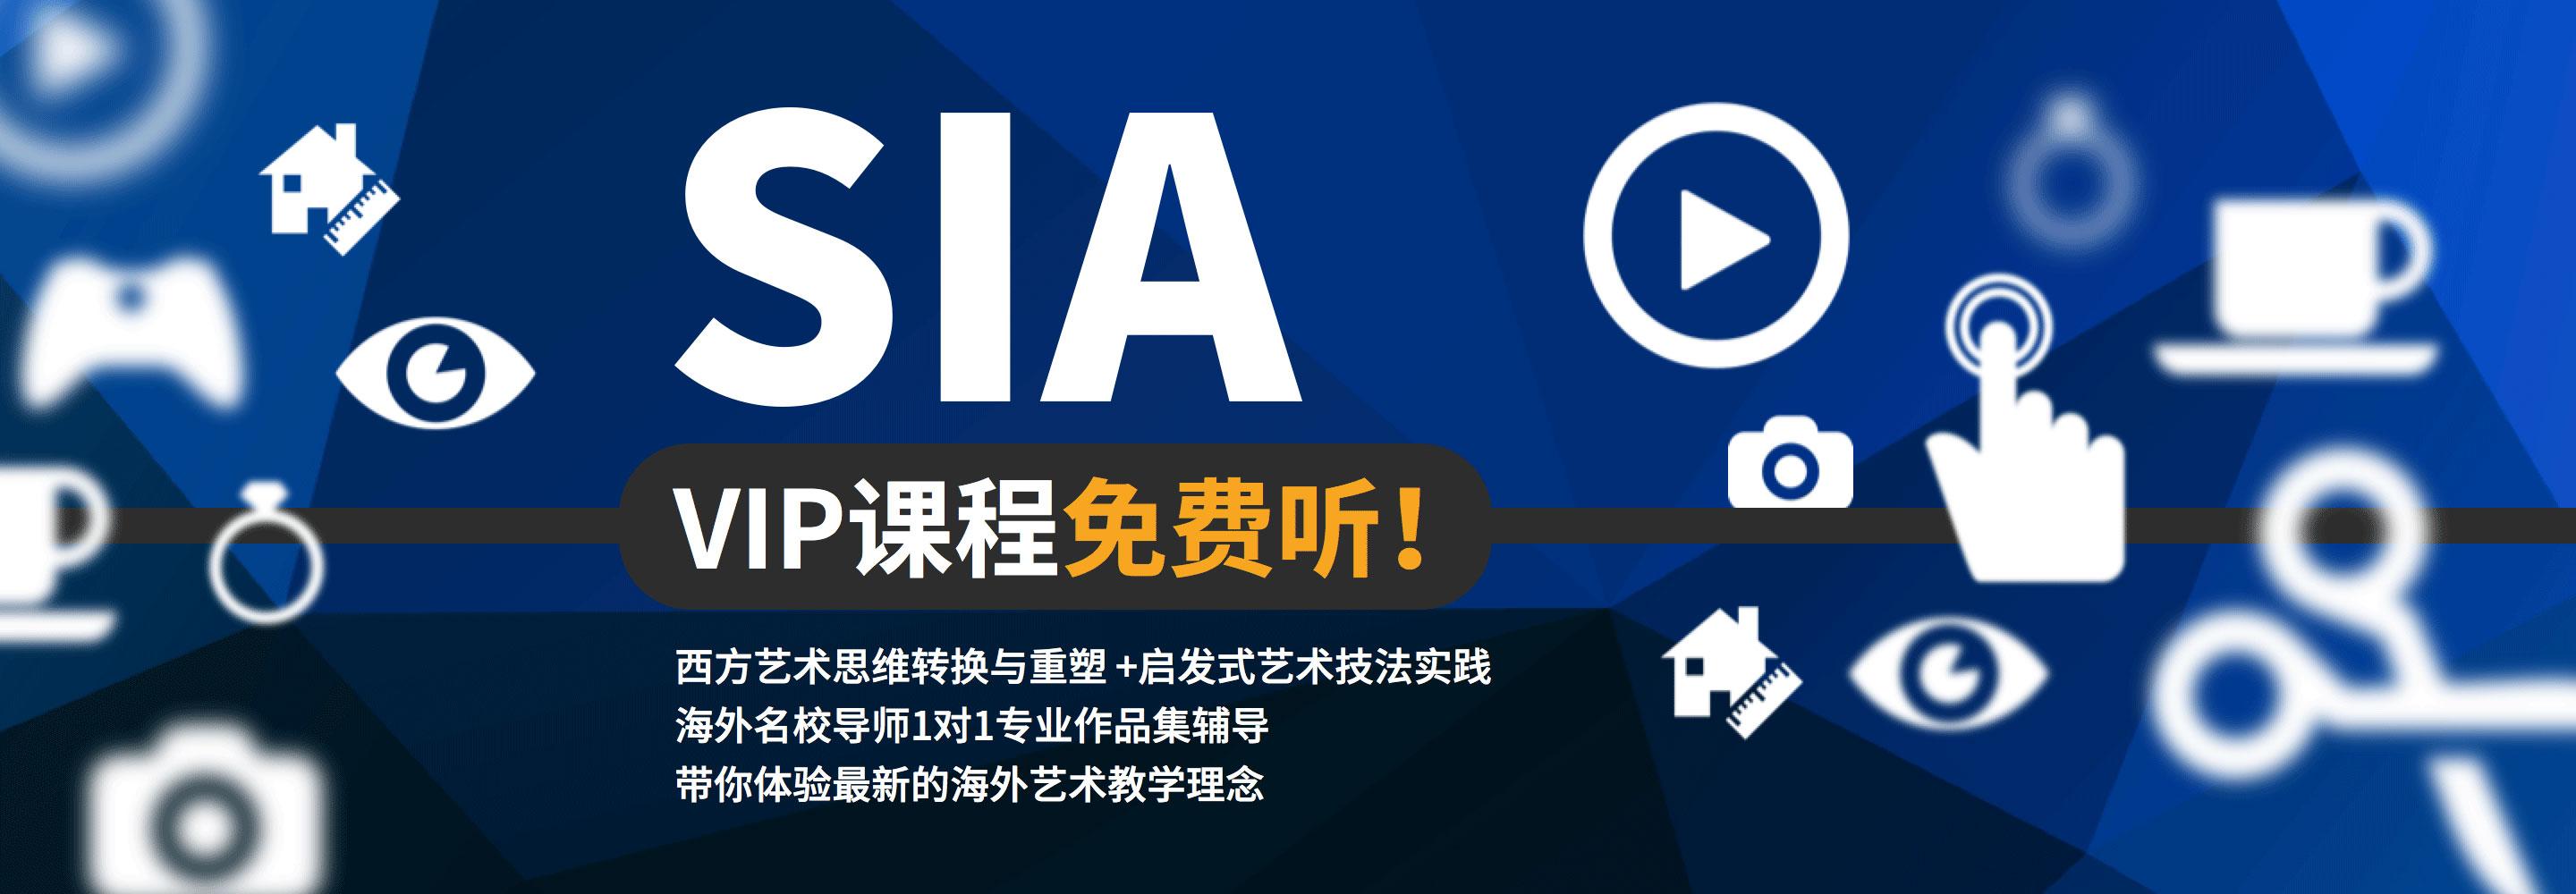 SIA
VIP课程免费听！
西方艺术思维转换与重塑 +启发式艺术技法实践
海外名校导师1对1专业作品集辅导
带你体验最新的海外艺术教学理念